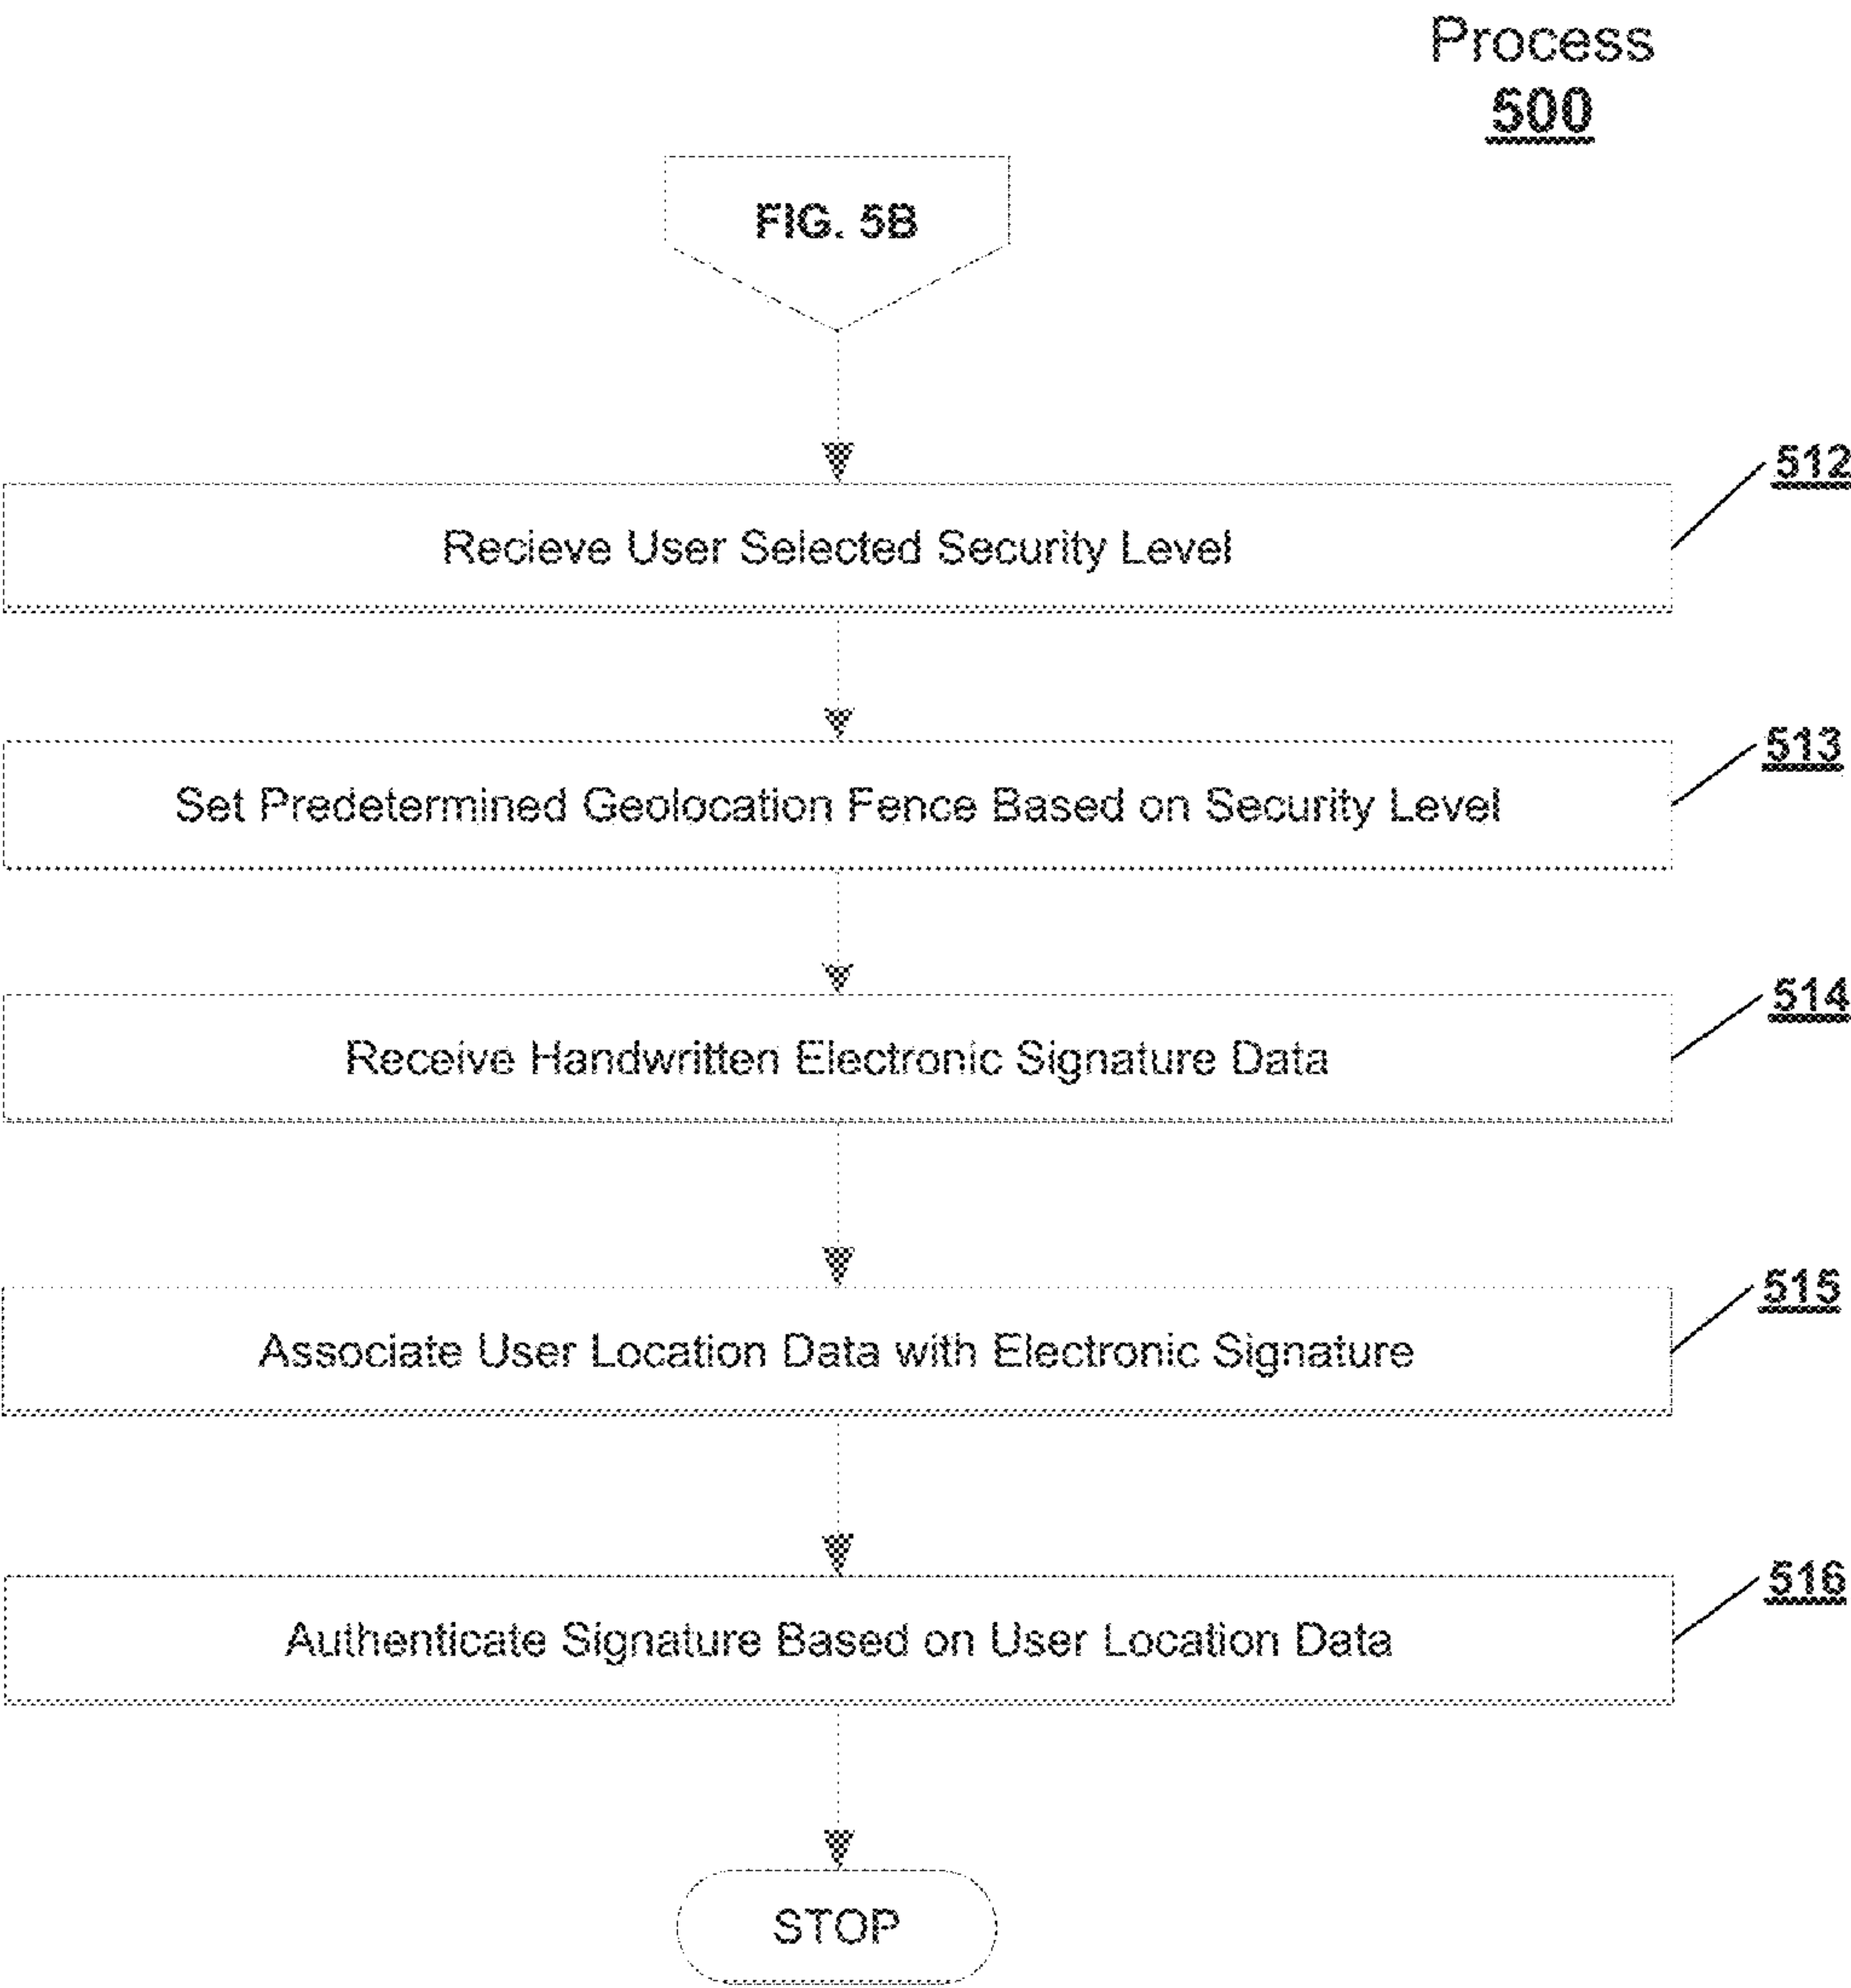 Process
500
FIG. 5B
512
Recieve User Selected Security Level
513
Set Predetermined Geolocation Fence Based on Security Level
514
Receive Handwritten Electronic Signature Data
515
Associate User Location Data with Electronic Signature
516
Authenticate Signature Based on User Location Data
STOP